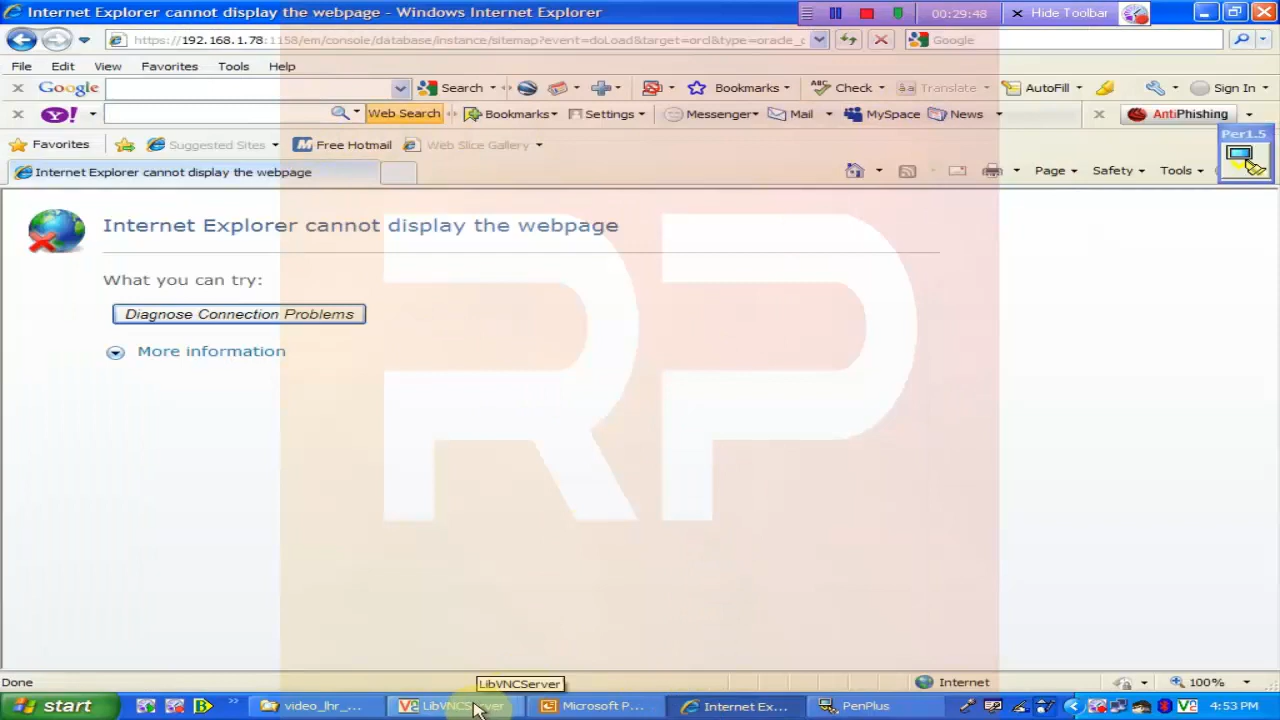 Internet Explorer cannot display the webpage - Windows Internet Explorer
00:29:48 Hide Toolbar
https://192.168.1.78:1158/em/console/database/instance/sitemap?event=doLoad&target=orcl&type=oracle_c
Google
File Edit View Favorites Tools Help
Google Search Bookmarks Check Translate AutoFill Sign In
Y! Web Search Bookmarks Settings Messenger Mail MySpace News AntiPhishing
Per1.5
Favorites Suggested Sites Free Hotmail Web Slice Gallery
Internet Explorer cannot display the webpage
Page Safety Tools
Internet Explorer cannot display the webpage
What you can try:
Diagnose Connection Problems
More information
RP
LibVNCServer
Done Internet 100%
start video_lhr_... LibVNCServer Microsoft P... Internet Ex... PenPlus 4:53 PM